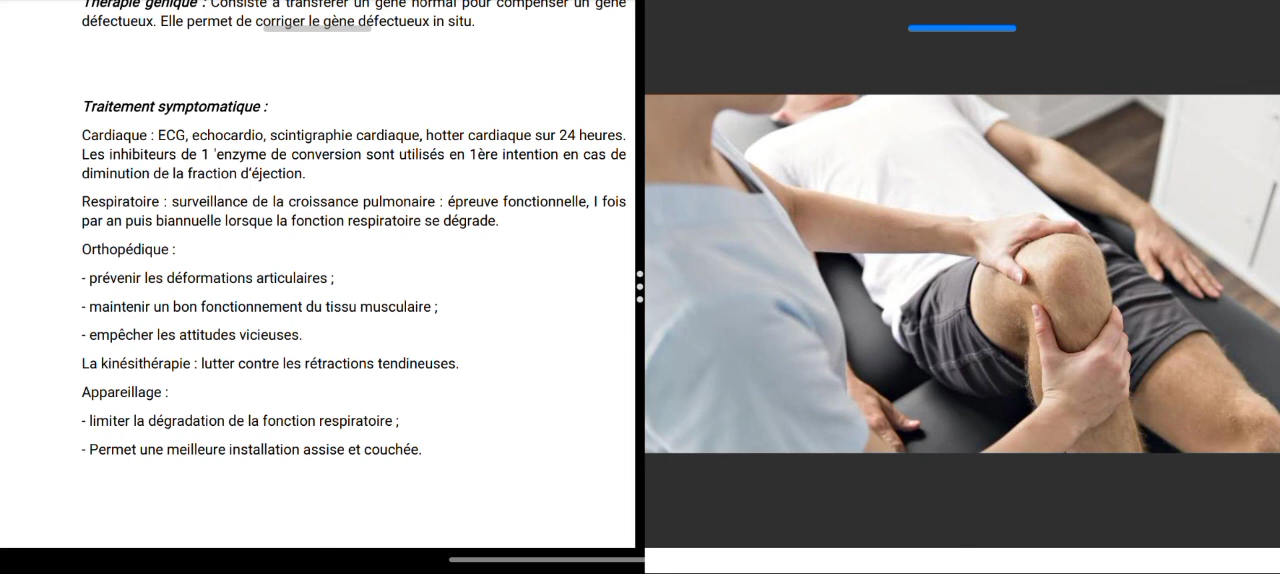 Thérapie génique : Consiste à transférer un gène normal pour compenser un gène
défectueux. Elle permet de corriger le gène défectueux in situ.
Traitement symptomatique :
Cardiaque : ECG, echocardio, scintigraphie cardiaque, hotter cardiaque sur 24 heures.
Les inhibiteurs de 1 'enzyme de conversion sont utilisés en 1ère intention en cas de
diminution de la fraction d'éjection.
Respiratoire : surveillance de la croissance pulmonaire : épreuve fonctionnelle, I fois
par an puis biannuelle lorsque la fonction respiratoire se dégrade.
Orthopédique :
- prévenir les déformations articulaires ;
- maintenir un bon fonctionnement du tissu musculaire ;
- empêcher les attitudes vicieuses.
La kinésithérapie : lutter contre les rétractions tendineuses.
Appareillage :
- limiter la dégradation de la fonction respiratoire ;
- Permet une meilleure installation assise et couchée.